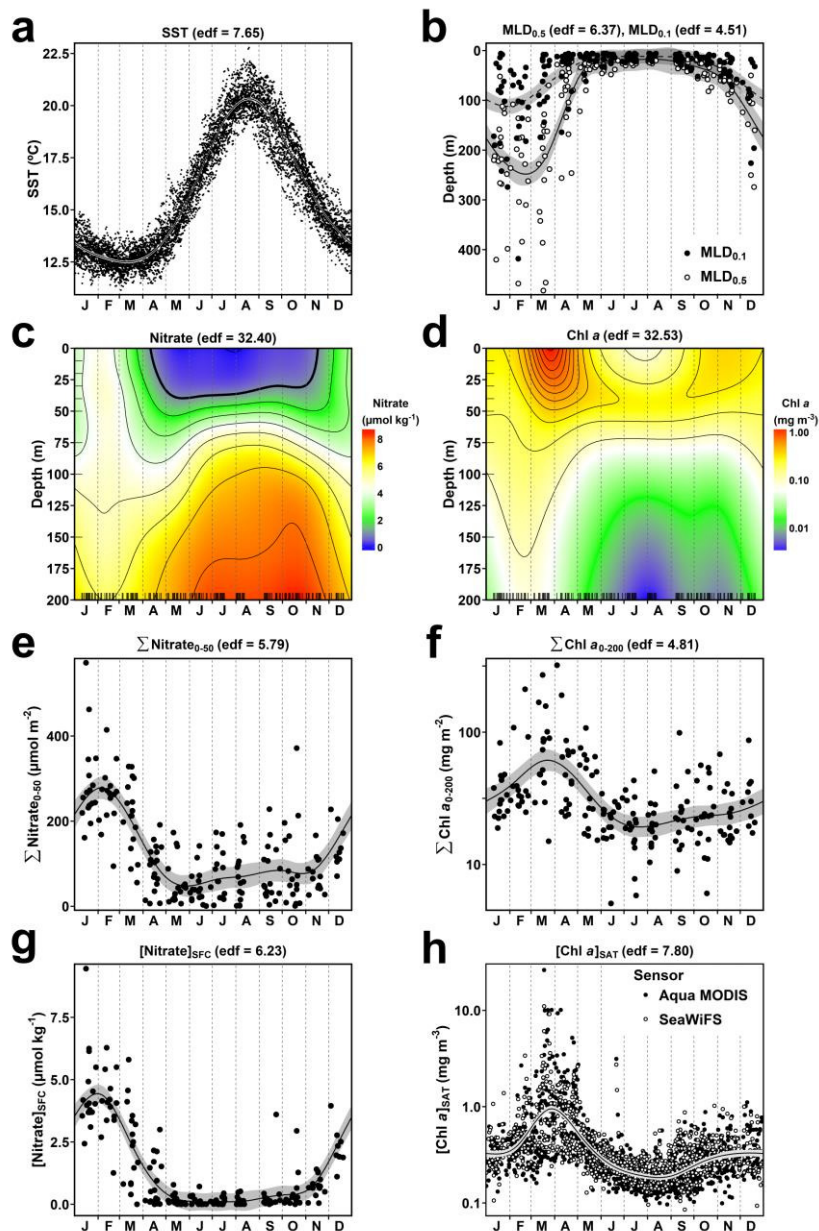 a
SST (edf = 7.65)
SST (ºC)
20.0
17.5
15.0
12.5
J F M A M J J A S O N D
b
MLD0.5 (edf = 6.37), MLD0.1 (edf = 4.51)
Depth (m)
0
100
200
300
400
MLD0.1
MLD0.5
J F M A M J J A S O N D
c
Nitrate (edf = 32.40)
Depth (m)
0
25
50
75
100
125
150
175
200
J F M A M J J A S O N D
Nitrate
(µmol kg-1)
8
6
4
2
0
d
Chl a (edf = 32.53)
Depth (m)
0
25
50
75
100
125
150
175
200
J F M A M J J A S O N D
Chl a
(mg m-3)
1.00
0.10
0.01
e
∑ Nitrate0-50 (edf = 5.79)
∑ Nitrate0-50 (µmol m-2)
400
200
0
J F M A M J J A S O N D
f
∑ Chl a0-200 (edf = 4.81)
∑ Chl a0-200 (mg m-2)
100
10
J F M A M J J A S O N D
g
[Nitrate]SFC (edf = 6.23)
[Nitrate]SFC (µmol kg-1)
7.5
5.0
2.5
0.0
J F M A M J J A S O N D
h
[Chl a]SAT (edf = 7.80)
[Chl a]SAT (mg m-3)
10.0
1.0
0.1
Sensor
Aqua MODIS
SeaWiFS
J F M A M J J A S O N D